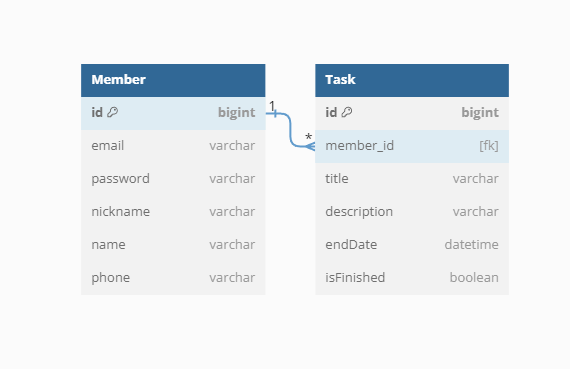 Member
id bigint
email varchar
password varchar
nickname varchar
name varchar
phone varchar
1
*
Task
id bigint
member_id [fk]
title varchar
description varchar
endDate datetime
isFinished boolean